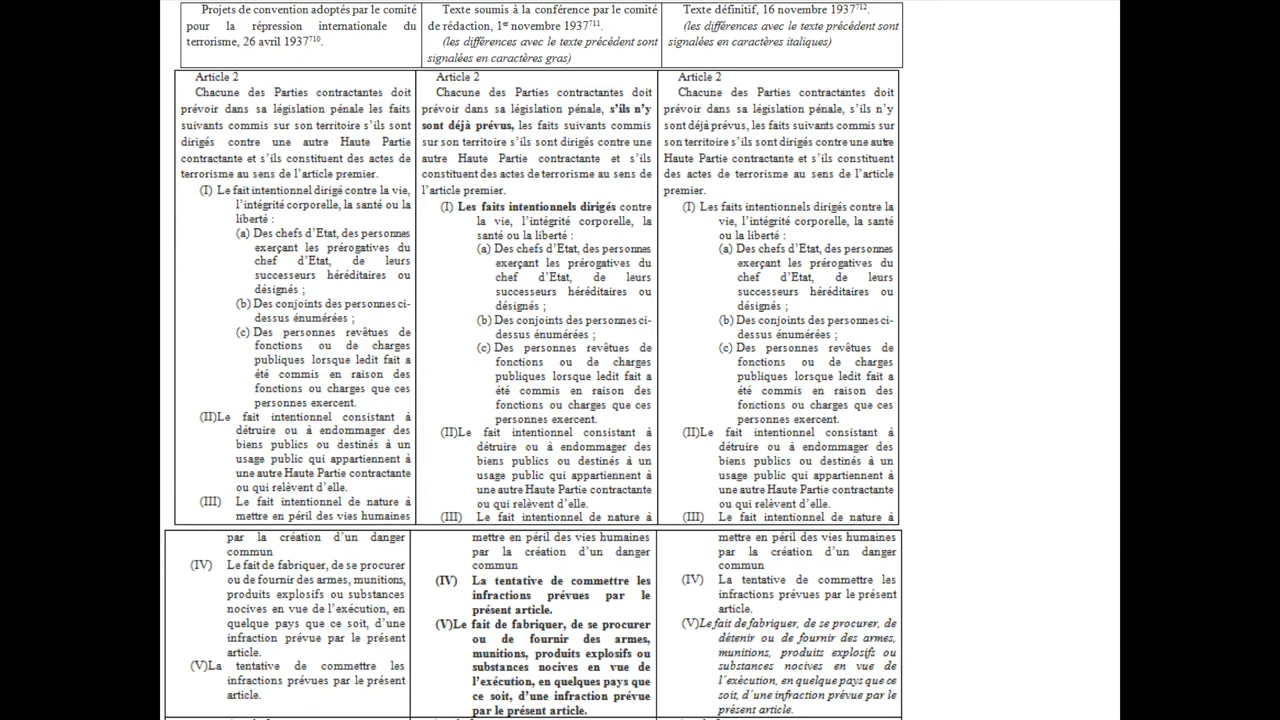 Projets de convention adoptés par le comité
pour la répression internationale du
terrorisme, 26 avril 1937710.
Texte soumis à la conférence par le comité
de rédaction, 1er novembre 1937711.
(les différences avec le texte précédent sont
signalées en caractères gras)
Texte définitif, 16 novembre 1937712.
(les différences avec le texte précédent sont
signalées en caractères italiques)
Article 2
Chacune des Parties contractantes doit
prévoir dans sa législation pénale les faits
suivants commis sur son territoire s'ils sont
dirigés contre une autre Haute Partie
contractante et s'ils constituent des actes de
terrorisme au sens de l'article premier.
(I) Le fait intentionnel dirigé contre la vie,
l'intégrité corporelle, la santé ou la
liberté :
(a) Des chefs d'Etat, des personnes
exerçant les prérogatives du
chef d'Etat, de leurs
successeurs héréditaires ou
désignés ;
(b) Des conjoints des personnes ci-
dessus énumérées ;
(c) Des personnes revêtues de
fonctions ou de charges
publiques lorsque ledit fait a
été commis en raison des
fonctions ou charges que ces
personnes exercent.
(II)Le fait intentionnel consistant à
détruire ou à endommager des
biens publics ou destinés à un
usage public qui appartiennent à
une autre Haute Partie contractante
ou qui relèvent d'elle.
(III) Le fait intentionnel de nature à
mettre en péril des vies humaines
par la création d'un danger
commun
(IV) Le fait de fabriquer, de se procurer
ou de fournir des armes, munitions,
produits explosifs ou substances
nocives en vue de l'exécution, en
quelque pays que ce soit, d'une
infraction prévue par le présent
article.
(V)La tentative de commettre les
infractions prévues par le présent
article.
Article 2
Chacune des Parties contractantes doit
prévoir dans sa législation pénale, s'ils n'y
sont déjà prévus, les faits suivants commis
sur son territoire s'ils sont dirigés contre une
autre Haute Partie contractante et s'ils
constituent des actes de terrorisme au sens de
l'article premier.
(I) Les faits intentionnels dirigés contre
la vie, l'intégrité corporelle, la
santé ou la liberté :
(a) Des chefs d'Etat, des personnes
exerçant les prérogatives du
chef d'Etat, de leurs
successeurs héréditaires ou
désignés ;
(b) Des conjoints des personnes ci-
dessus énumérées ;
(c) Des personnes revêtues de
fonctions ou de charges
publiques lorsque ledit fait a
été commis en raison des
fonctions ou charges que ces
personnes exercent.
(II)Le fait intentionnel consistant à
détruire ou à endommager des
biens publics ou destinés à un
usage public qui appartiennent à
une autre Haute Partie contractante
ou qui relèvent d'elle.
(III) Le fait intentionnel de nature à
mettre en péril des vies humaines
par la création d'un danger
commun
(IV) La tentative de commettre les
infractions prévues par le
présent article.
(V)Le fait de fabriquer, de se procurer
ou de fournir des armes,
munitions, produits explosifs ou
substances nocives en vue de
l'exécution, en quelques pays que
ce soit, d'une infraction prévue
par le présent article.
Article 2
Chacune des Parties contractantes doit
prévoir dans sa législation pénale, s'ils n'y
sont déjà prévus, les faits suivants commis sur
son territoire s'ils sont dirigés contre une autre
Haute Partie contractante et s'ils constituent
des actes de terrorisme au sens de l'article
premier.
(I) Les faits intentionnels dirigés contre la
vie, l'intégrité corporelle, la santé
ou la liberté :
(a) Des chefs d'Etat, des personnes
exerçant les prérogatives du
chef d'Etat, de leurs
successeurs héréditaires ou
désignés ;
(b) Des conjoints des personnes ci-
dessus énumérées ;
(c) Des personnes revêtues de
fonctions ou de charges
publiques lorsque ledit fait a
été commis en raison des
fonctions ou charges que ces
personnes exercent.
(II)Le fait intentionnel consistant à
détruire ou à endommager des
biens publics ou destinés à un
usage public qui appartiennent à
une autre Haute Partie contractante
ou qui relèvent d'elle.
(III) Le fait intentionnel de nature à
mettre en péril des vies humaines
par la création d'un danger
commun
(IV) La tentative de commettre les
infractions prévues par le présent
article.
(V)Le fait de fabriquer, de se procurer, de
détenir ou de fournir des armes,
munitions, produits explosifs ou
substances nocives en vue de
l'exécution, en quelque pays que ce
soit, d'une infraction prévue par le
présent article.